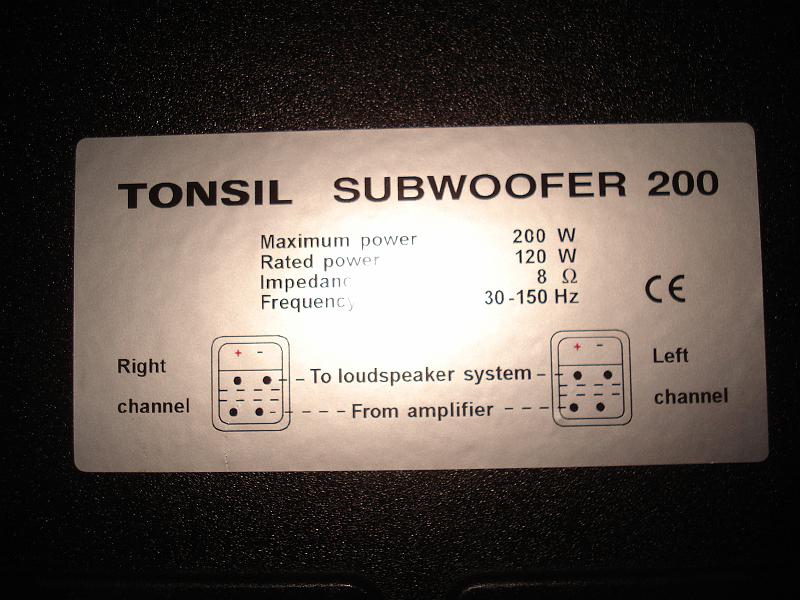 TONSIL SUBWOOFER 200
Maximum power 200 W
Rated power 120 W
Impedanc 8 Ω
Frequency 30-150 Hz
CE
+ -
+ -
Right
channel
To loudspeaker system
From amplifier
Left
channel